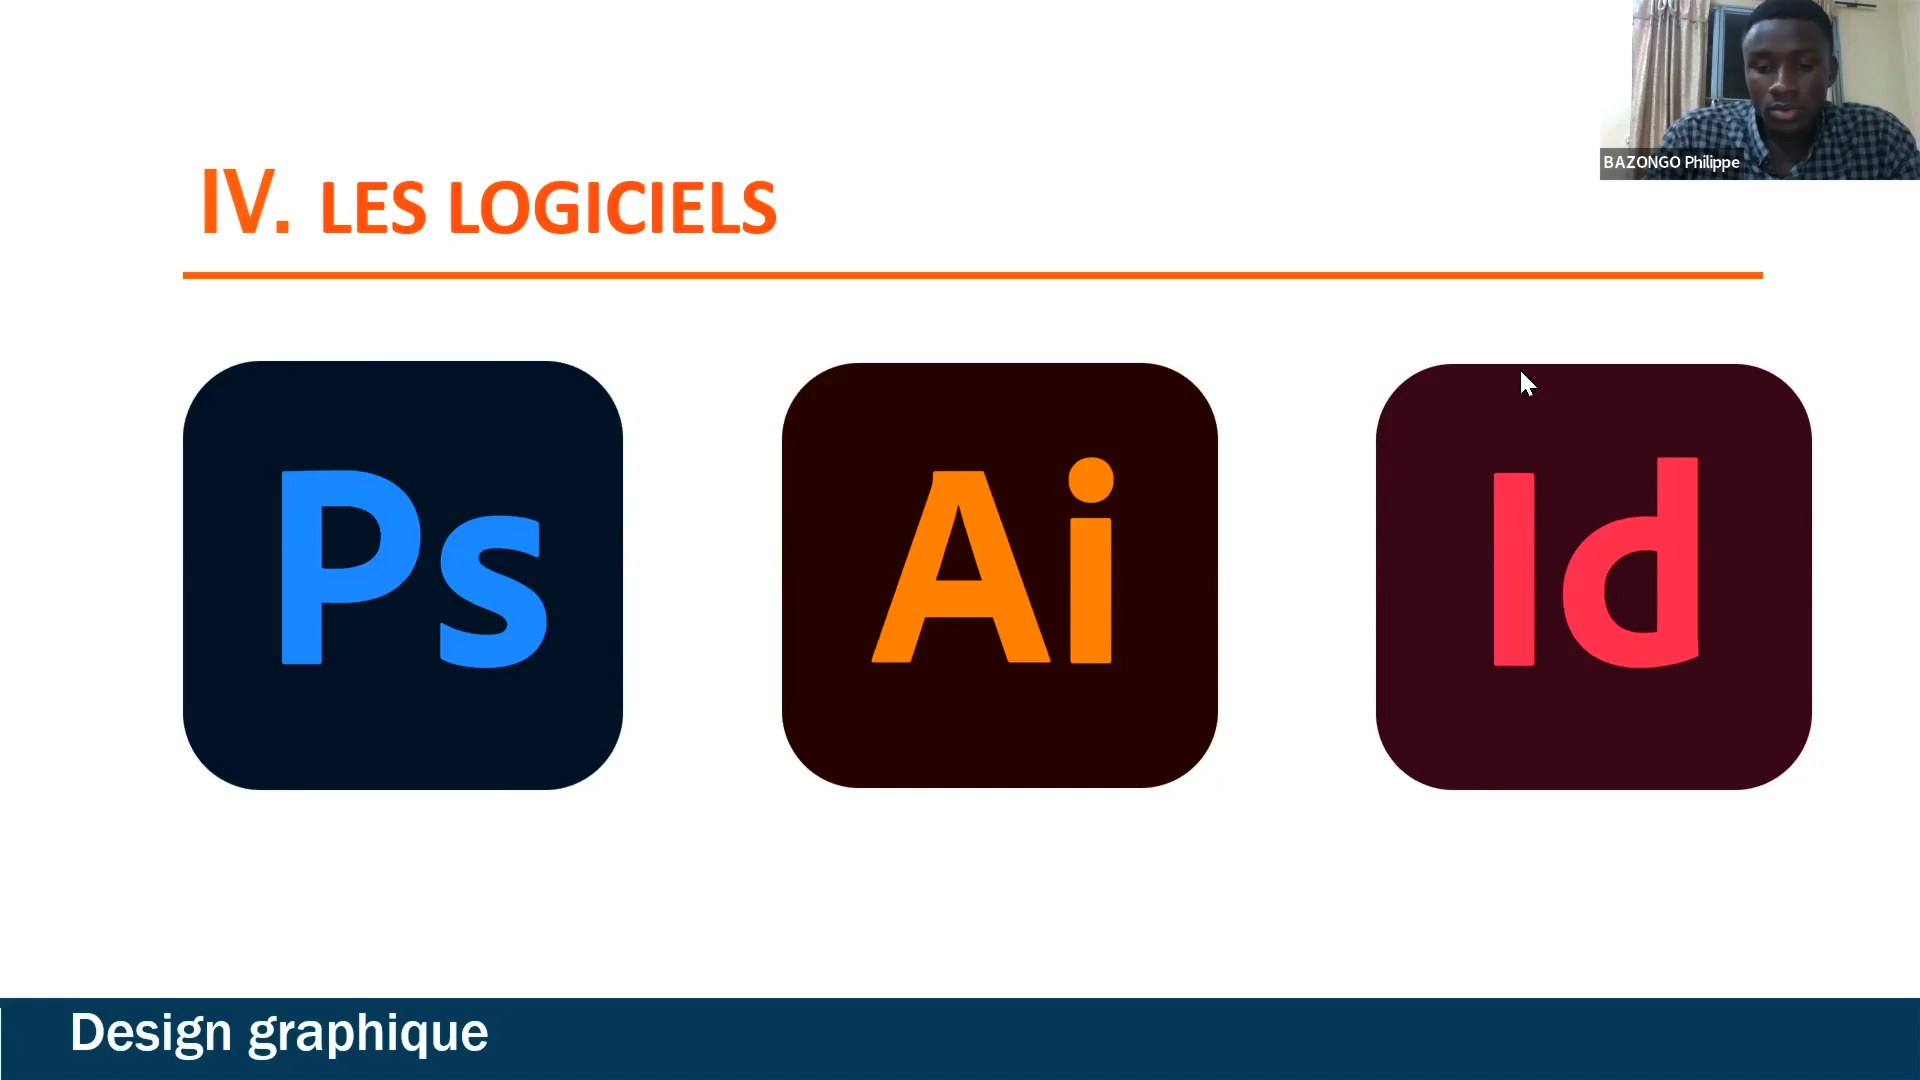 BAZONGO Philippe
IV. LES LOGICIELS
Ps
Ai
Id
Design graphique